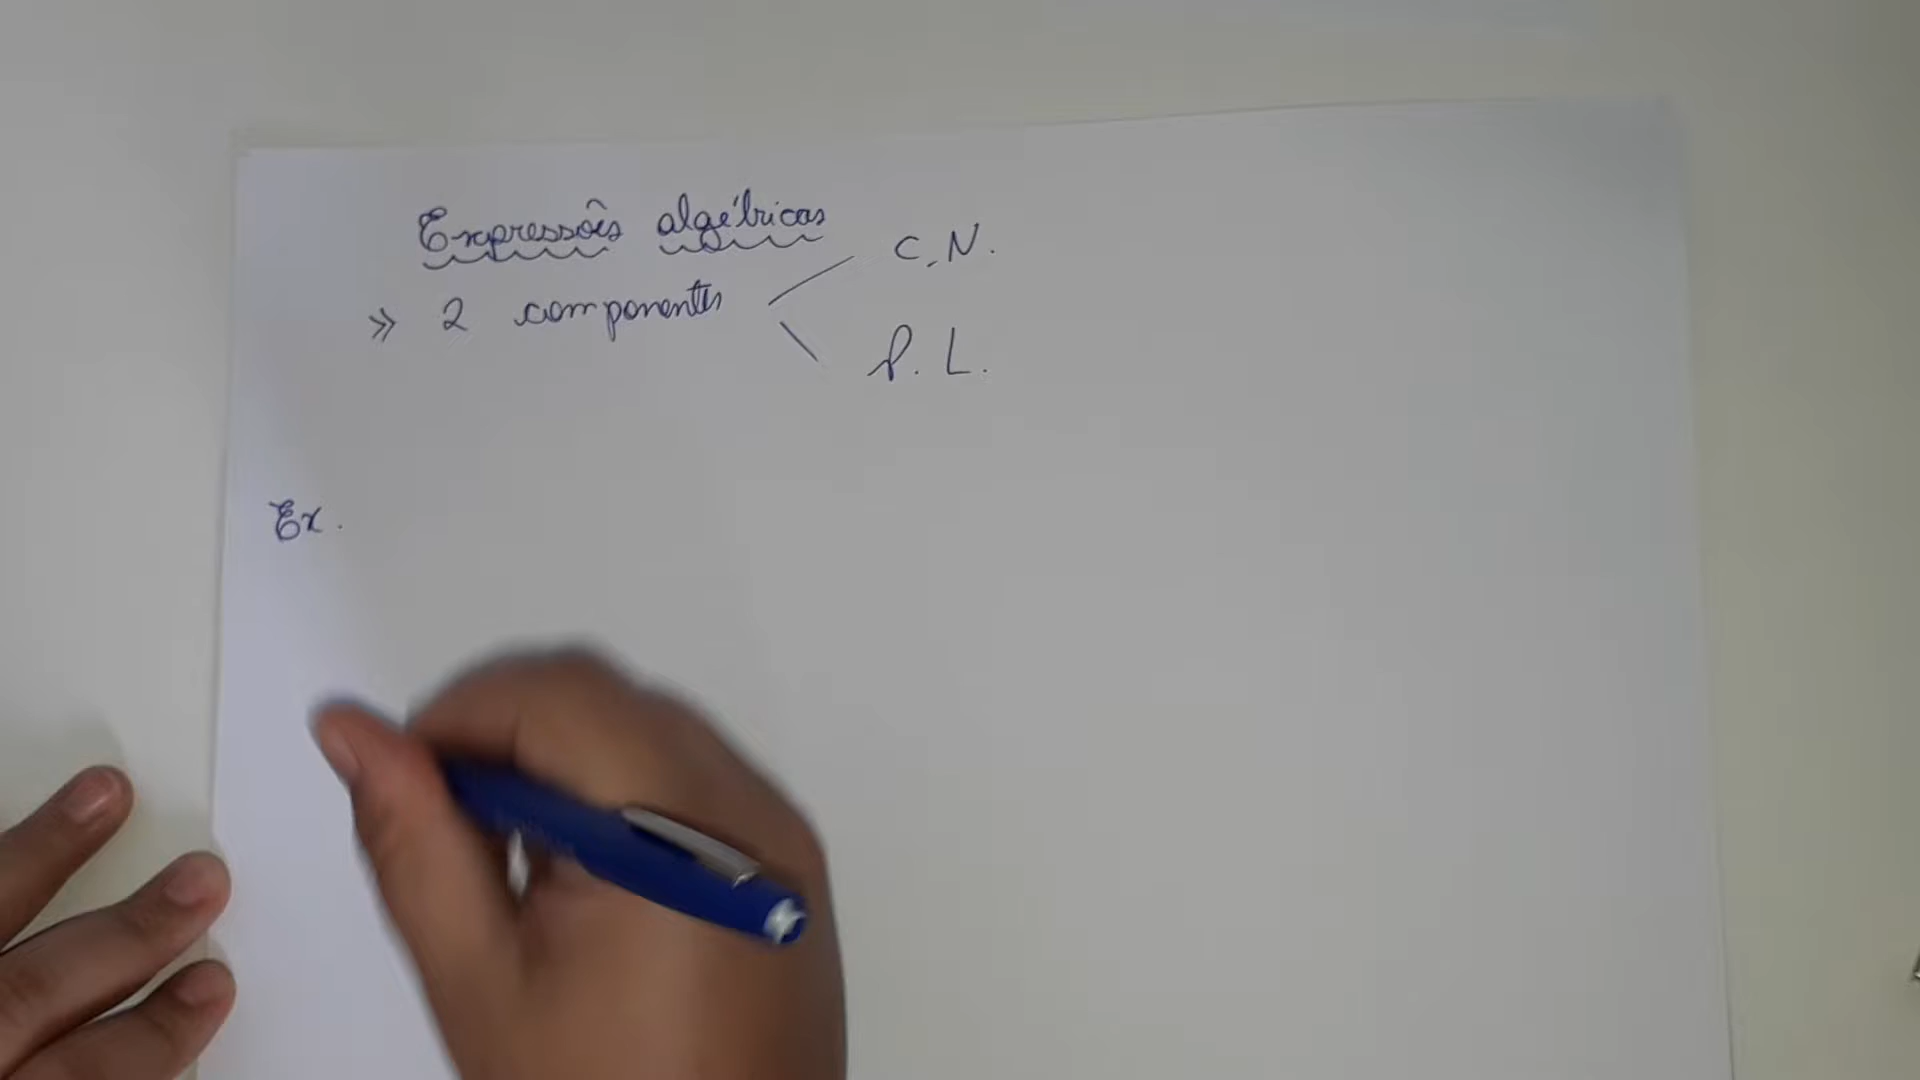 Expressões algébricas
>> 2 componentes
C.N.
P. L.
Ex.